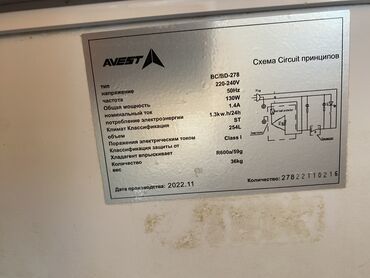 AVEST
Схема Circuit принципов
тип BC/BD-278
напряжение 220-240V
частота 50Hz
Общая мощность 130W
номинальный ток 1.4A
потребление электроэнергии 1.3kw.h/24h
Климат Классификация ST
объем 254L
Поражения электрическим током
Классификация защиты от Class I
Хладагент впрыскивает R600a/59g
Количество
вес 36kg
Дата производства: 2022.11
Количество: 27822110216